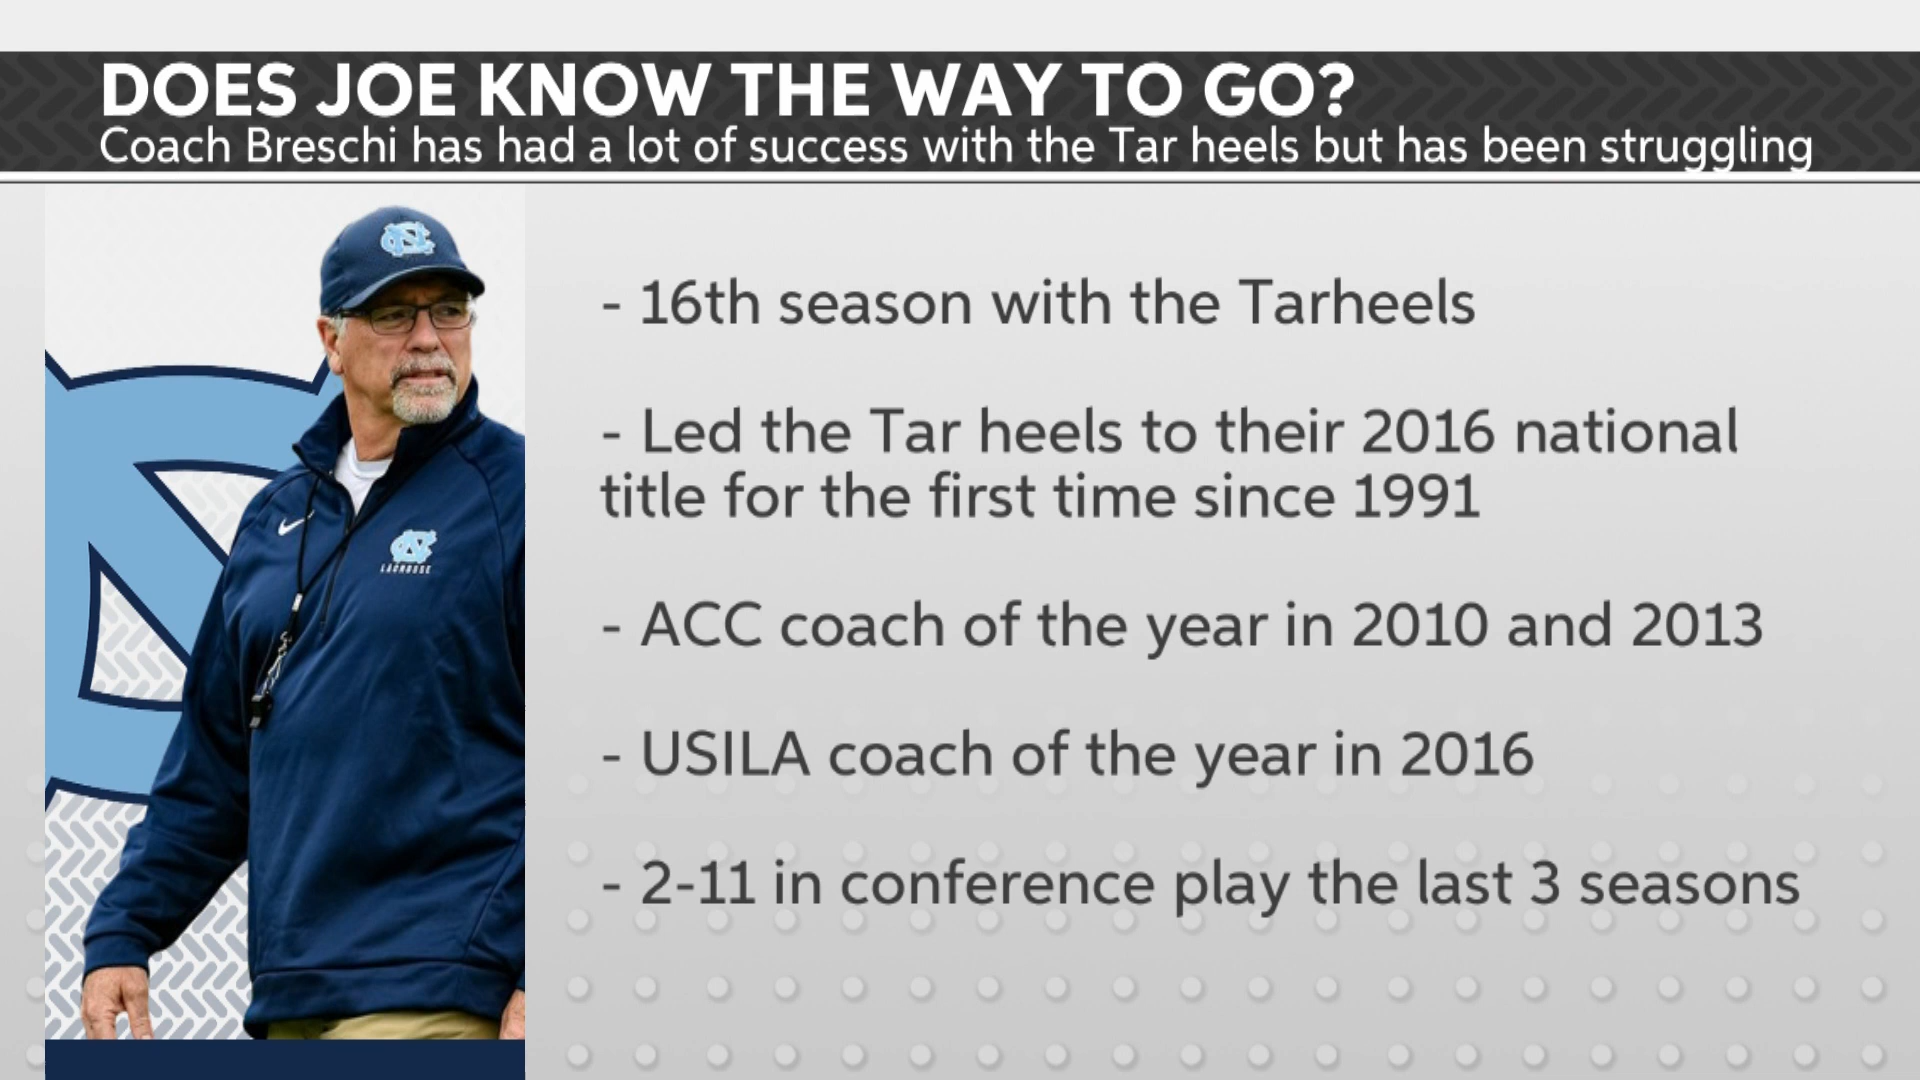 DOES JOE KNOW THE WAY TO GO?
Coach Breschi has had a lot of success with the Tar heels but has been struggling
- 16th season with the Tarheels
- Led the Tar heels to their 2016 national
title for the first time since 1991
- ACC coach of the year in 2010 and 2013
- USILA coach of the year in 2016
- 2-11 in conference play the last 3 seasons
NC
NC
LACROSSE